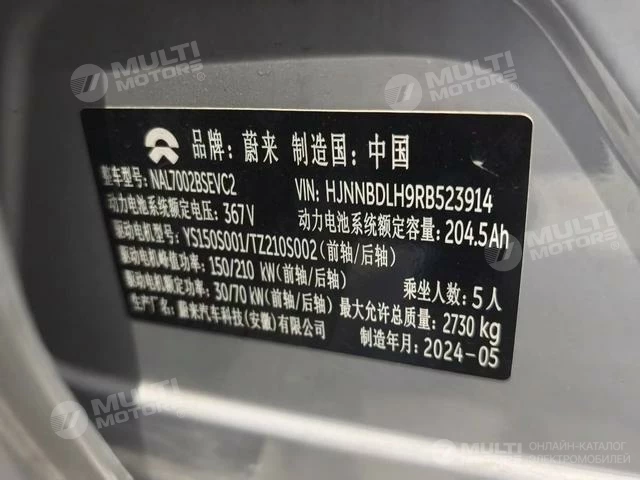 MULTI MOTORS®
MULTI MOTORS®
品牌: 蔚来 制造国: 中国
整车型号: NAL7002BSEVC2 VIN: HJNNBDLH9RB523914
动力电池系统额定电压: 367V 动力电池系统额定容量: 204.5Ah
驱动电机型号: YS150S001/TZ210S002(前轴/后轴)
驱动电机峰值功率: 150/210 kW(前轴/后轴) 乘坐人数: 5人
驱动电机额定功率: 30/70 kW(前轴/后轴) 最大允许总质量: 2730 kg
生产厂名: 蔚来汽车科技(安徽)有限公司 制造年月: 2024-05
MULTI MOTORS®
MULTI MOTORS® ОНЛАЙН-КАТАЛОГ ЭЛЕКТРОМОБИЛЕЙ